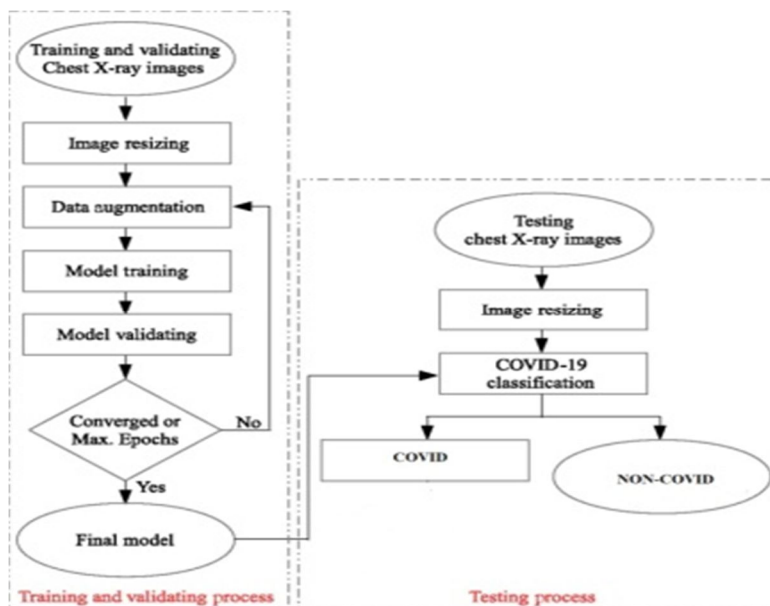 Training and validating
Chest X-ray images
Image resizing
Data augmentation
Model training
Model validating
Converged or
Max. Epochs
No
Yes
Final model
Training and validating process
Testing
chest X-ray images
Image resizing
COVID-19
classification
COVID
NON-COVID
Testing process